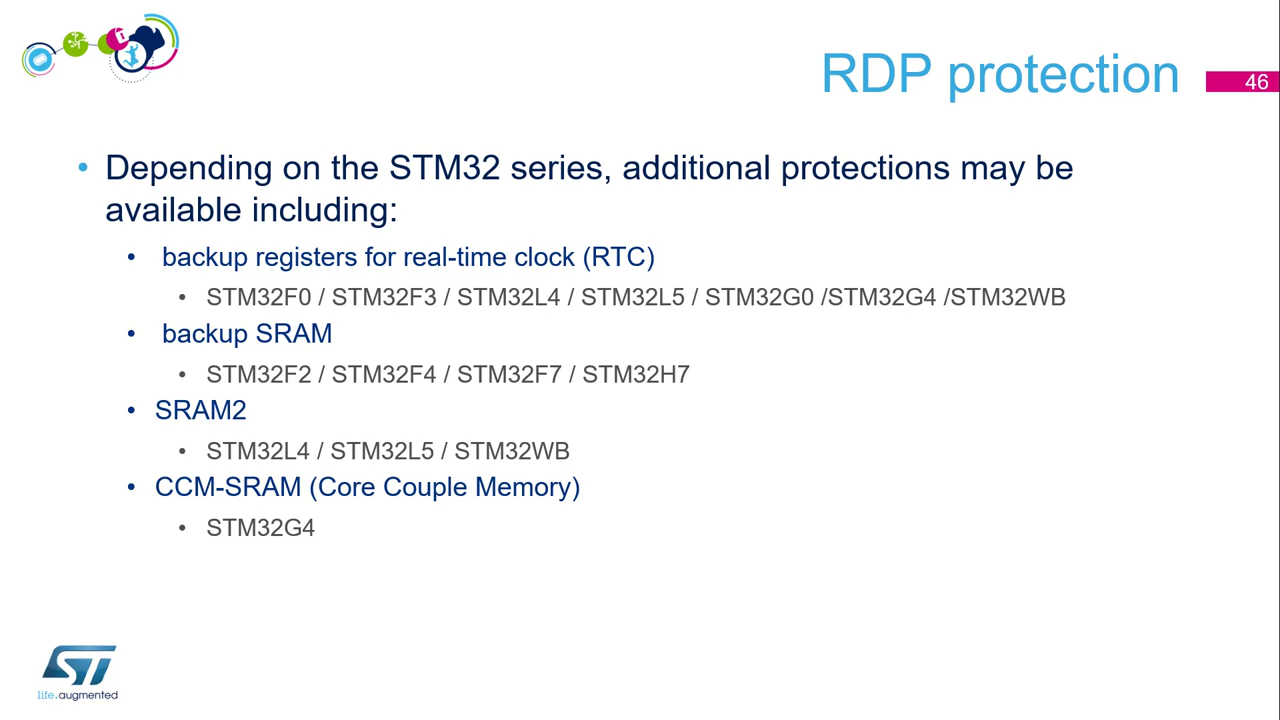 RDP protection
46
• Depending on the STM32 series, additional protections may be
available including:
• backup registers for real-time clock (RTC)
• STM32F0 / STM32F3 / STM32L4 / STM32L5 / STM32G0 /STM32G4 /STM32WB
• backup SRAM
• STM32F2 / STM32F4 / STM32F7 / STM32H7
• SRAM2
• STM32L4 / STM32L5 / STM32WB
• CCM-SRAM (Core Couple Memory)
• STM32G4
ST
life.augmented